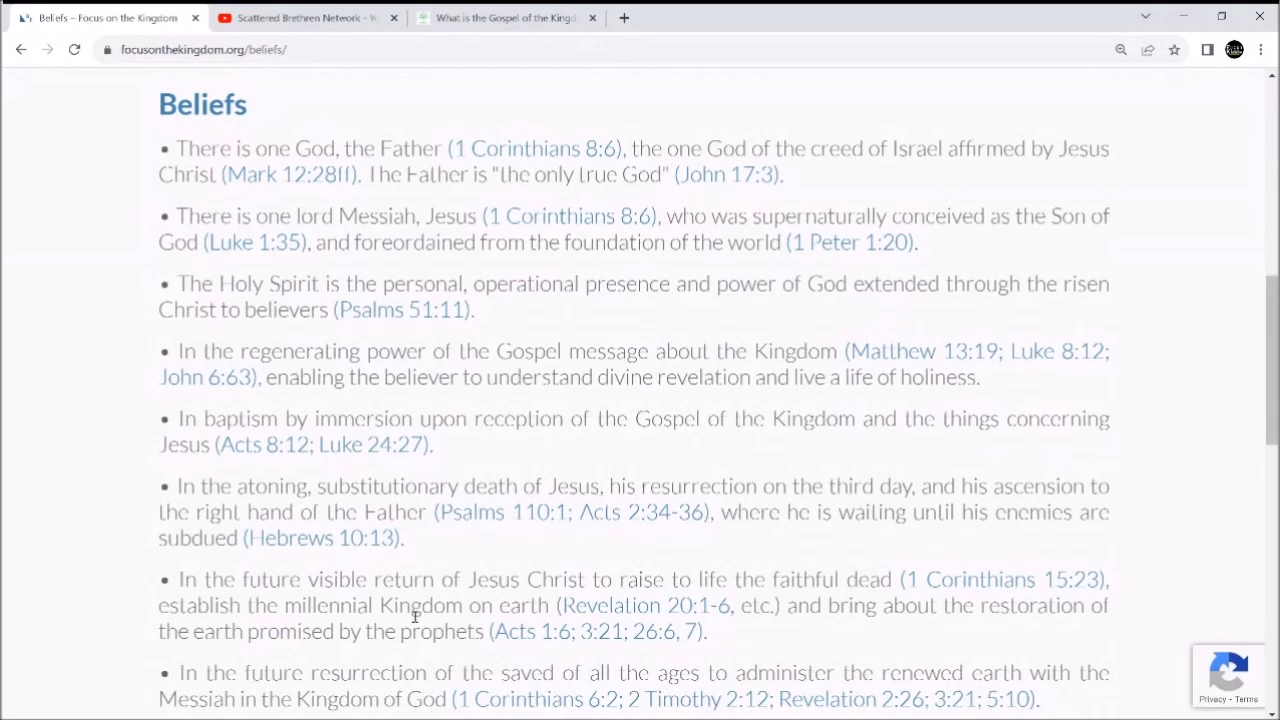 Beliefs – Focus on the Kingdom
Scattered Brethren Network - Yo
What is the Gospel of the Kingd
focusonthekingdom.org/beliefs/
Beliefs
• There is one God, the Father (1 Corinthians 8:6), the one God of the creed of Israel affirmed by Jesus
Christ (Mark 12:28ff). The Father is "the only true God" (John 17:3).
• There is one lord Messiah, Jesus (1 Corinthians 8:6), who was supernaturally conceived as the Son of
God (Luke 1:35), and foreordained from the foundation of the world (1 Peter 1:20).
• The Holy Spirit is the personal, operational presence and power of God extended through the risen
Christ to believers (Psalms 51:11).
• In the regenerating power of the Gospel message about the Kingdom (Matthew 13:19; Luke 8:12;
John 6:63), enabling the believer to understand divine revelation and live a life of holiness.
• In baptism by immersion upon reception of the Gospel of the Kingdom and the things concerning
Jesus (Acts 8:12; Luke 24:27).
• In the atoning, substitutionary death of Jesus, his resurrection on the third day, and his ascension to
the right hand of the Father (Psalms 110:1; Acts 2:34-36), where he is waiting until his enemies are
subdued (Hebrews 10:13).
• In the future visible return of Jesus Christ to raise to life the faithful dead (1 Corinthians 15:23),
establish the millennial Kingdom on earth (Revelation 20:1-6, etc.) and bring about the restoration of
the earth promised by the prophets (Acts 1:6; 3:21; 26:6, 7).
• In the future resurrection of the saved of all the ages to administer the renewed earth with the
Messiah in the Kingdom of God (1 Corinthians 6:2; 2 Timothy 2:12; Revelation 2:26; 3:21; 5:10).
Privacy - Terms